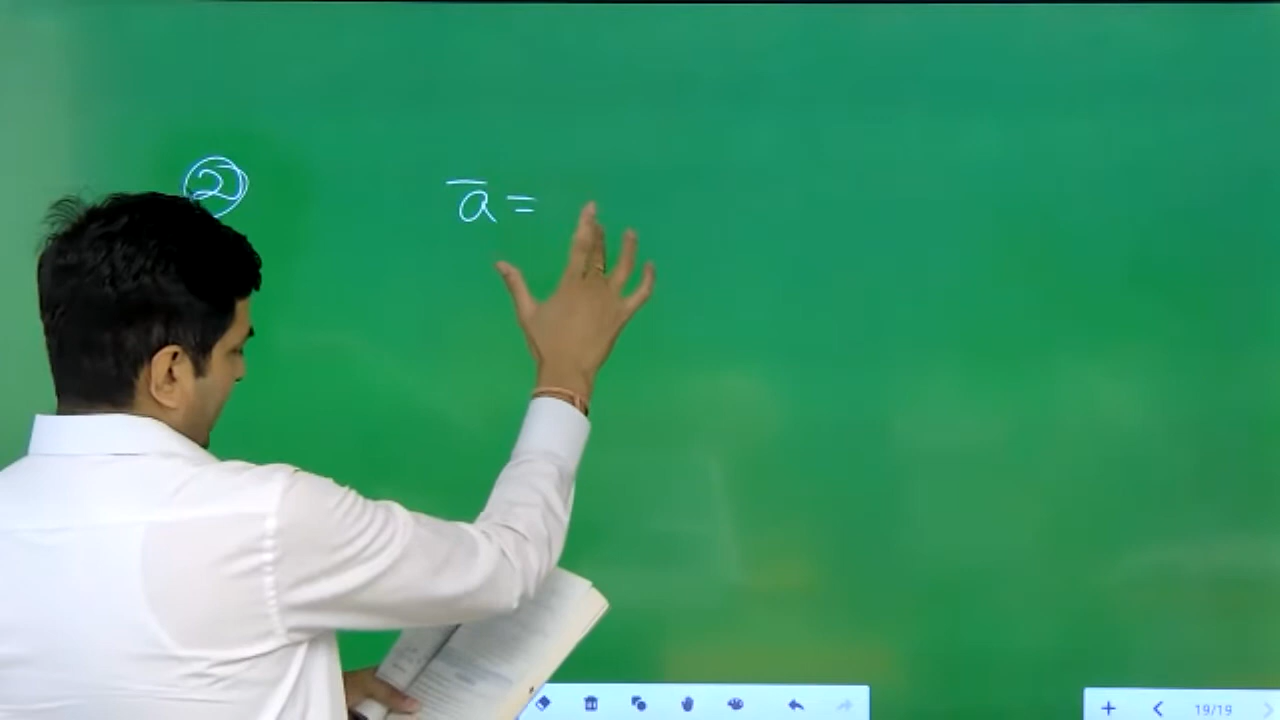 ② a̅ =
19/19